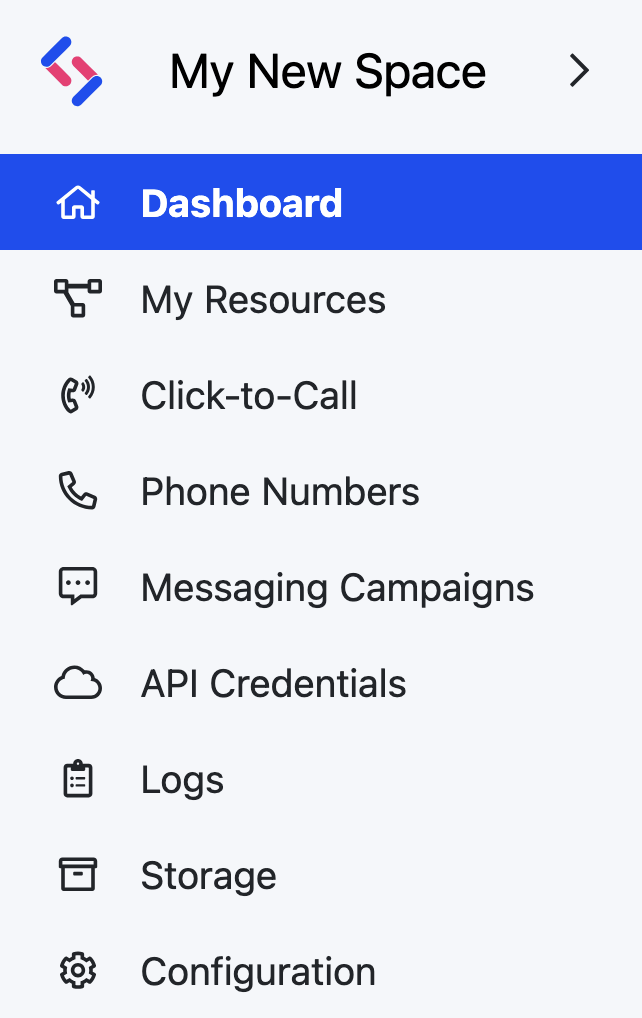 My New Space
Dashboard
My Resources
Click-to-Call
Phone Numbers
Messaging Campaigns
API Credentials
Logs
Storage
Configuration